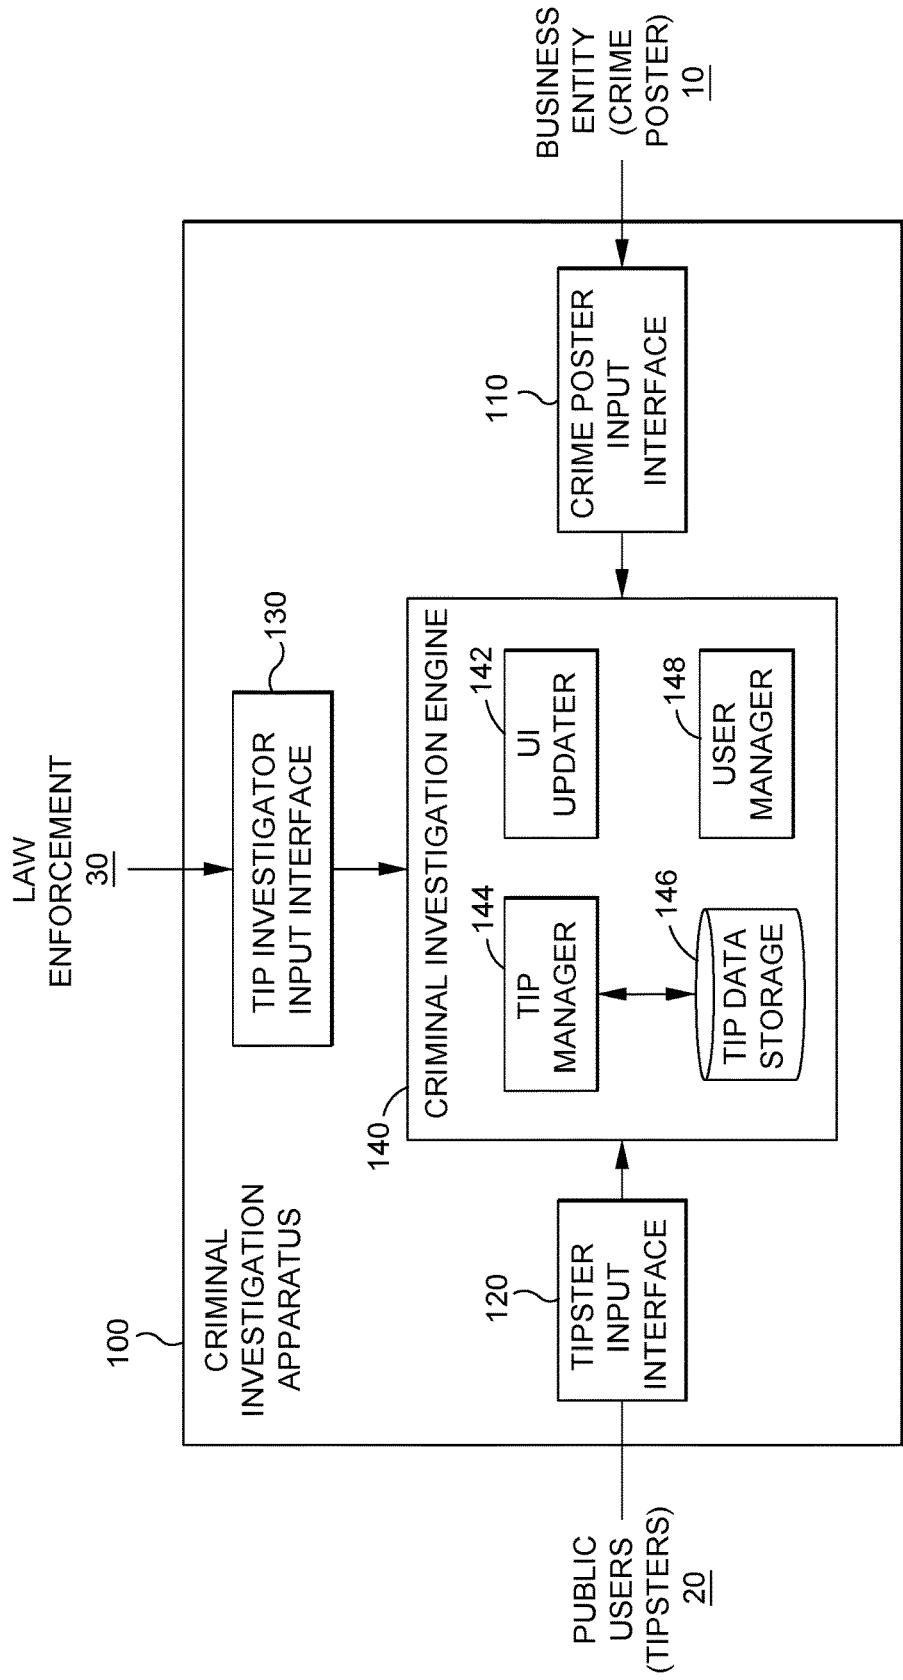 LAW
ENFORCEMENT
30
100
CRIMINAL
INVESTIGATION
APPARATUS
TIP INVESTIGATOR
INPUT INTERFACE
130
140
CRIMINAL INVESTIGATION ENGINE
TIP
MANAGER
144
UI
UPDATER
142
TIP DATA
STORAGE
146
USER
MANAGER
148
PUBLIC
USERS
(TIPSTERS)
20
120
TIPSTER
INPUT
INTERFACE
110
CRIME POSTER
INPUT
INTERFACE
BUSINESS
ENTITY
(CRIME
POSTER)
10